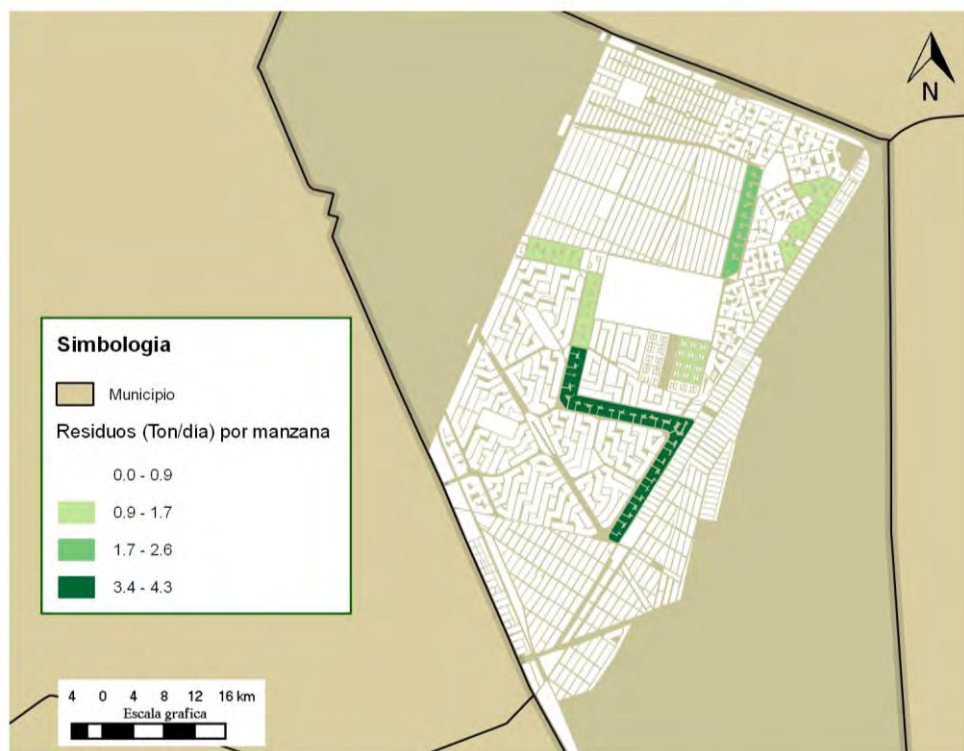 N
Simbologia
Municipio
Residuos (Ton/día) por manzana
0.0 - 0.9
0.9 - 1.7
1.7 - 2.6
3.4 - 4.3
4 0 4 8 12 16 km
Escala grafica